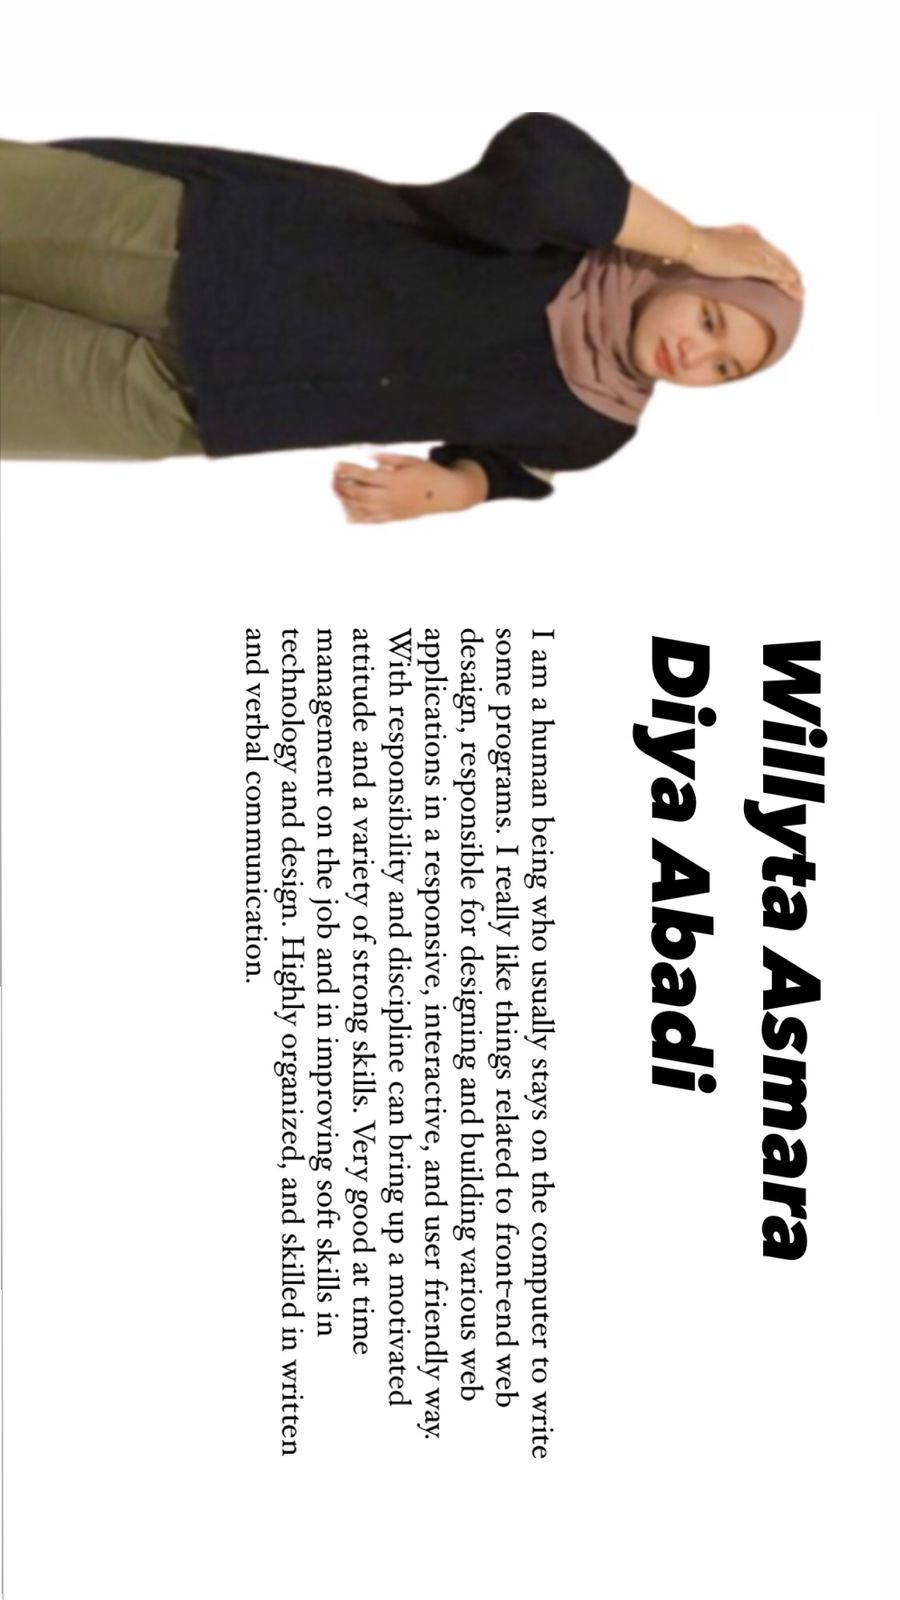 Willyta Asmara
Diya Abadi
I am a human being who usually stays on the computer to write
some programs. I really like things related to front-end web
desaign, responsible for designing and building various web
applications in a responsive, interactive, and user friendly way.
With responsibility and discipline can bring up a motivated
attitude and a variety of strong skills. Very good at time
management on the job and in improving soft skills in
technology and design. Highly organized, and skilled in written
and verbal communication.